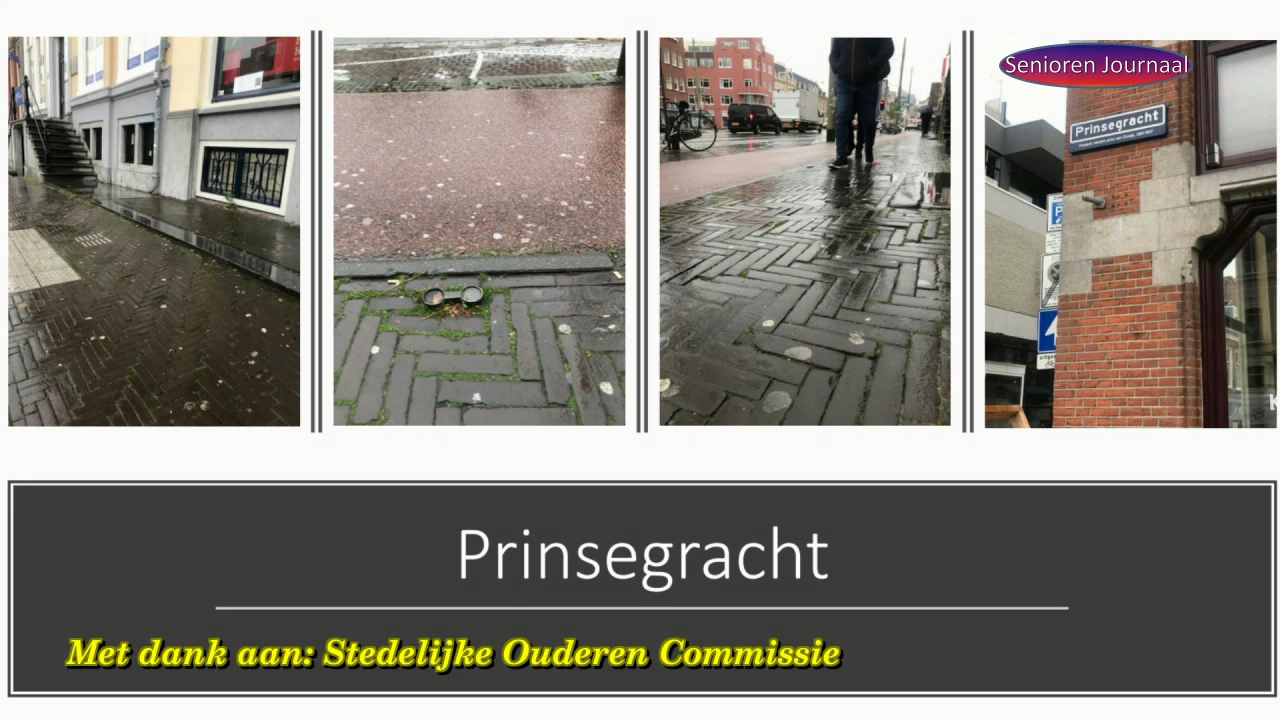 Senioren Journaal
Prinsegracht
Prinsegracht
Met dank aan: Stedelijke Ouderen Commissie